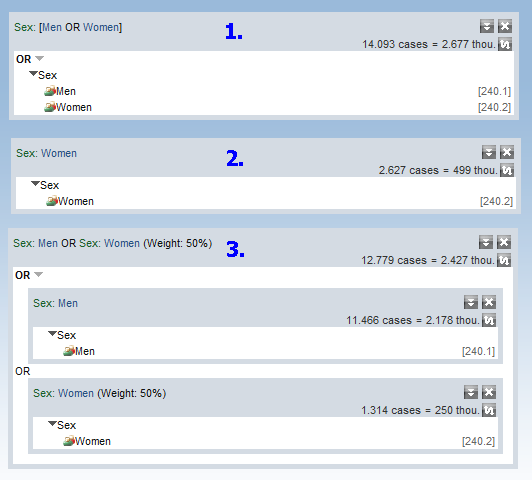 Sex: [Men OR Women]
1.
14.093 cases = 2.677 thou.
OR
Sex
Men [240.1]
Women [240.2]
Sex: Women
2.
2.627 cases = 499 thou.
Sex
Women [240.2]
Sex: Men OR Sex: Women (Weight: 50%)
3.
12.779 cases = 2.427 thou.
OR
Sex: Men
11.466 cases = 2.178 thou.
Sex
Men [240.1]
OR
Sex: Women (Weight: 50%)
1.314 cases = 250 thou.
Sex
Women [240.2]